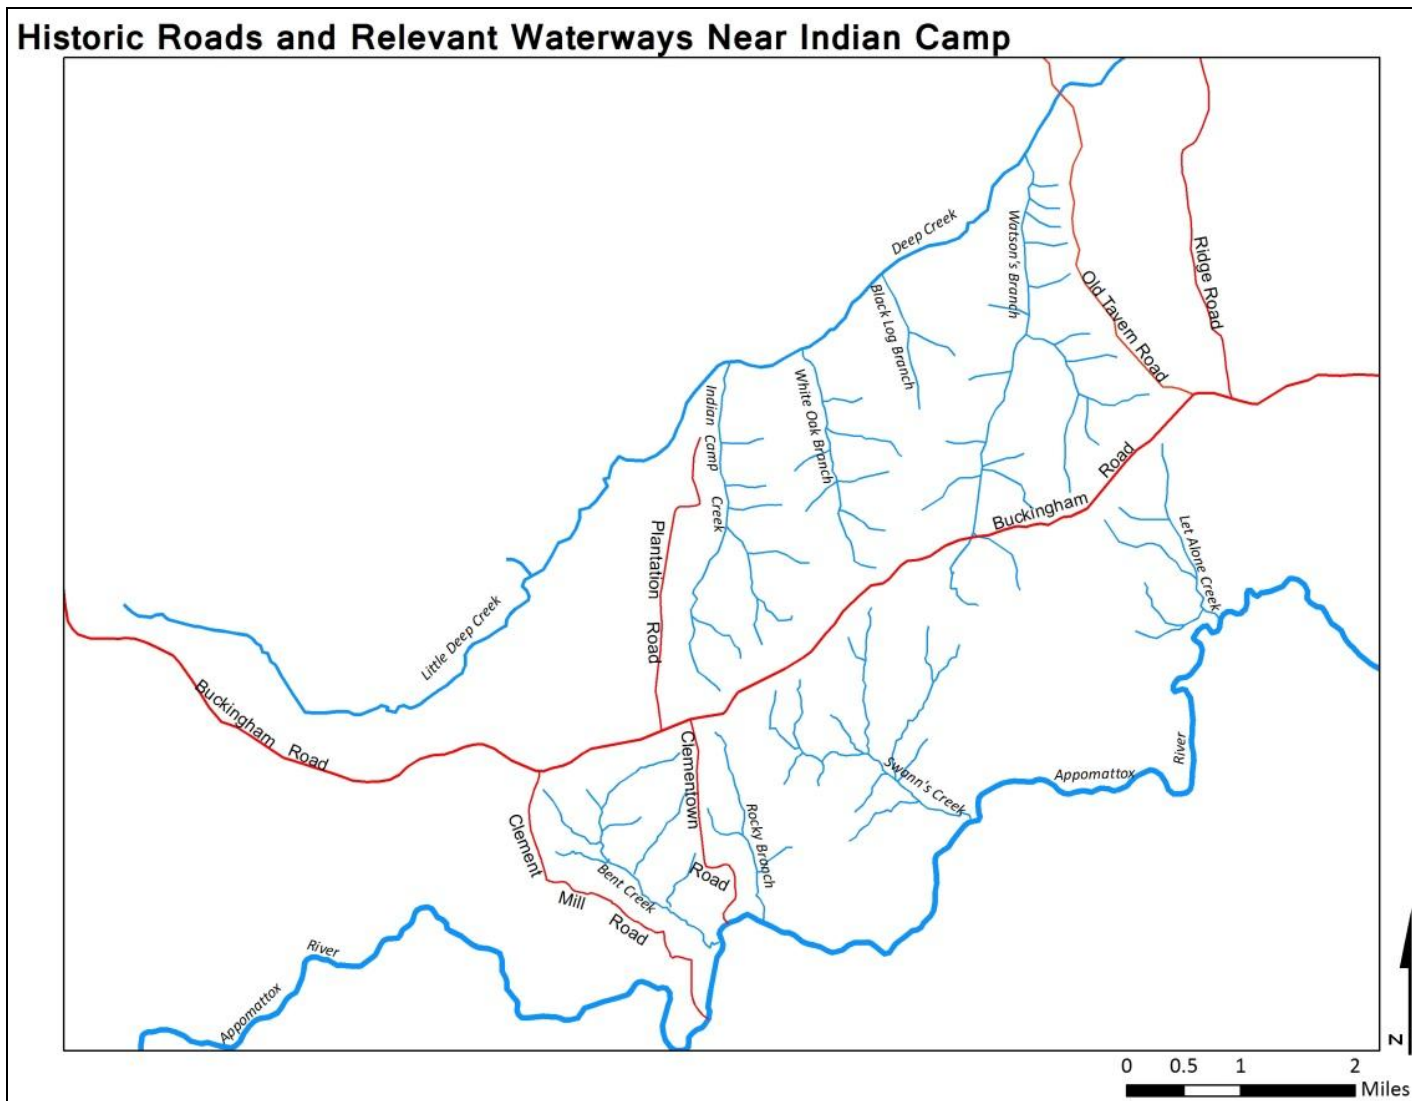 Historic Roads and Relevant Waterways Near Indian Camp
Deep Creek
Watson's Branch
Ridge Road
Old Tavern Road
Black Log Branch
White Oak Branch
Indian Camp Creek
Buckingham Road
Plantation Road
Let Alone Creek
Little Deep Creek
Buckingham Road
Clementown Road
Swann's Creek
Appomattox River
Rocky Branch
Clement Mill Road
Bent Creek
Appomattox River
N
0 0.5 1 2
Miles